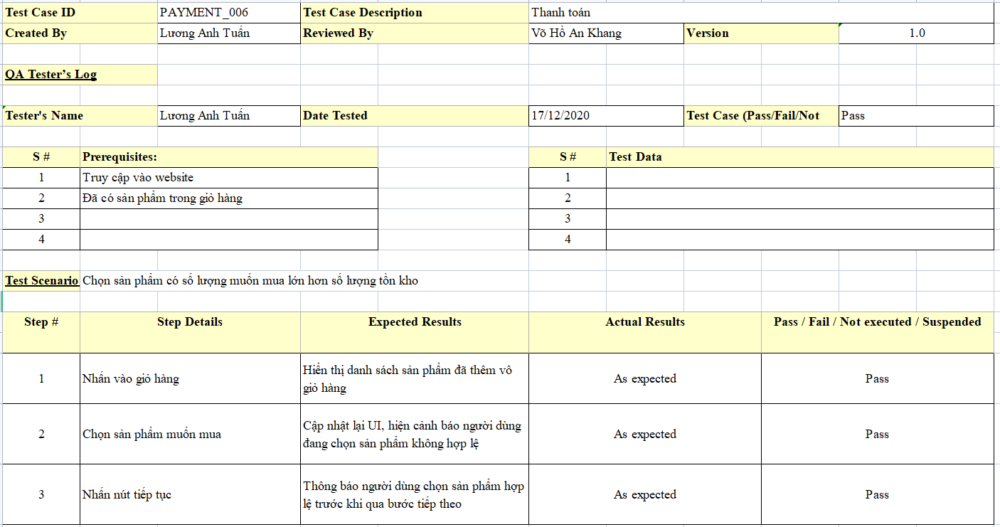 Test Case ID PAYMENT_006 Test Case Description Thanh toán
Created By Lương Anh Tuấn Reviewed By Võ Hồ An Khang Version 1.0
QA Tester’s Log
Tester's Name Lương Anh Tuấn Date Tested 17/12/2020 Test Case (Pass/Fail/Not Pass
S # Prerequisites: S # Test Data
1 Truy cập vào website 1
2 Đã có sản phẩm trong giỏ hàng 2
3 3
4 4
Test Scenario Chọn sản phẩm có số lượng muốn mua lớn hơn số lượng tồn kho
Step # Step Details Expected Results Actual Results Pass / Fail / Not executed / Suspended
1 Nhấn vào giỏ hàng Hiển thị danh sách sản phẩm đã thêm vô
giỏ hàng As expected Pass
2 Chọn sản phẩm muốn mua Cập nhật lại UI, hiện cảnh báo người dùng
đang chọn sản phẩm không hợp lệ As expected Pass
3 Nhấn nút tiếp tục Thông báo người dùng chọn sản phẩm hợp
lệ trước khi qua bước tiếp theo As expected Pass